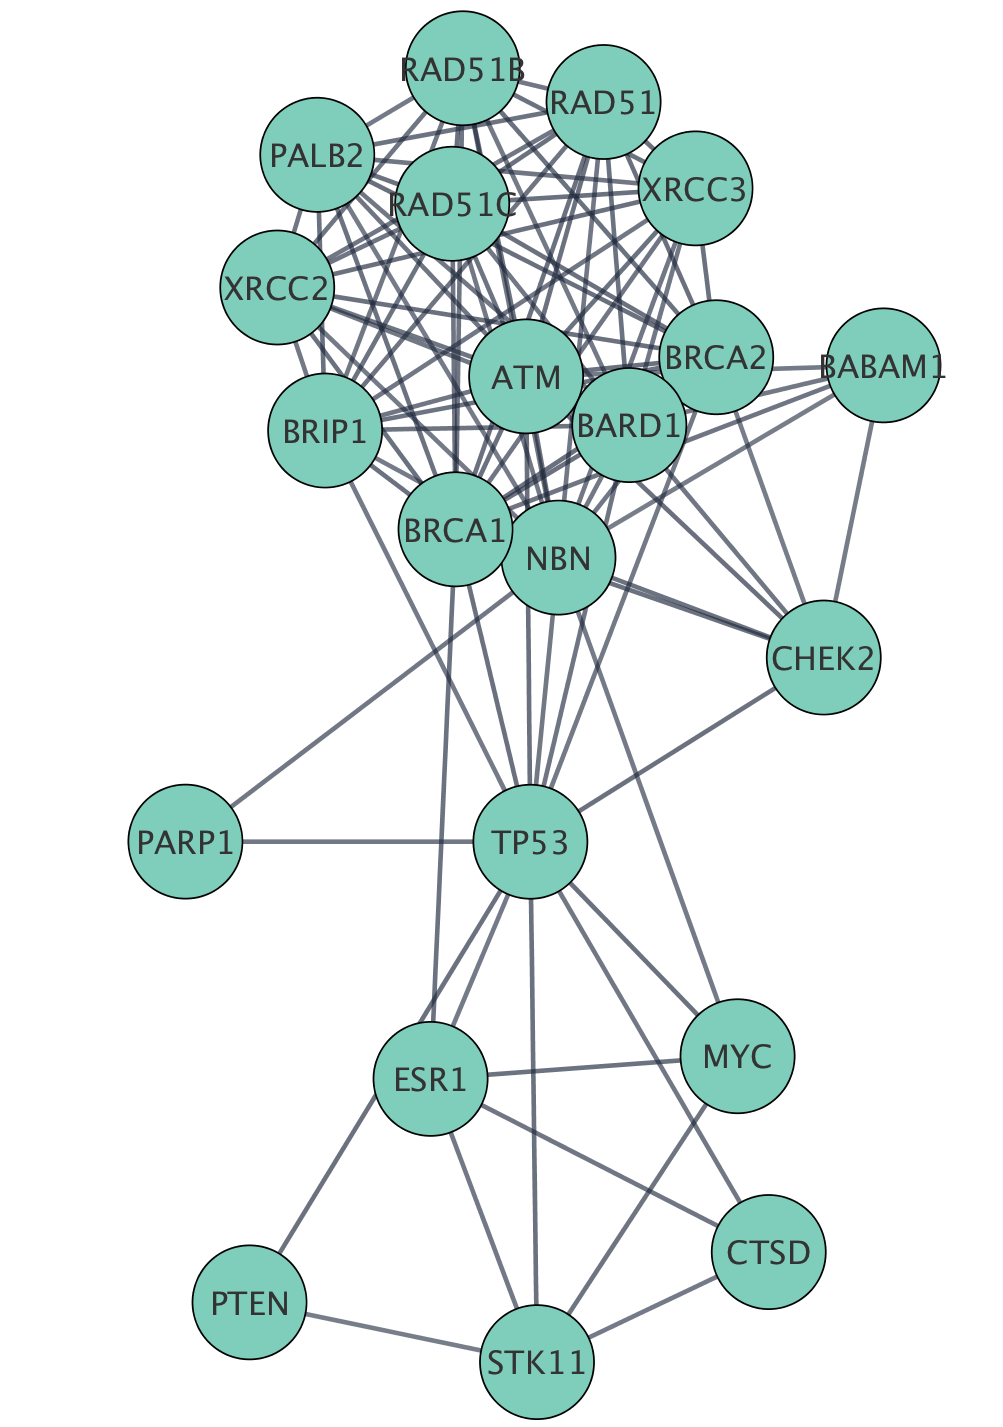 RAD51B
RAD51
PALB2
XRCC3
RAD51C
XRCC2
BRCA2
BABAM1
ATM
BARD1
BRIP1
BRCA1
NBN
CHEK2
PARP1
TP53
MYC
ESR1
CTSD
PTEN
STK11